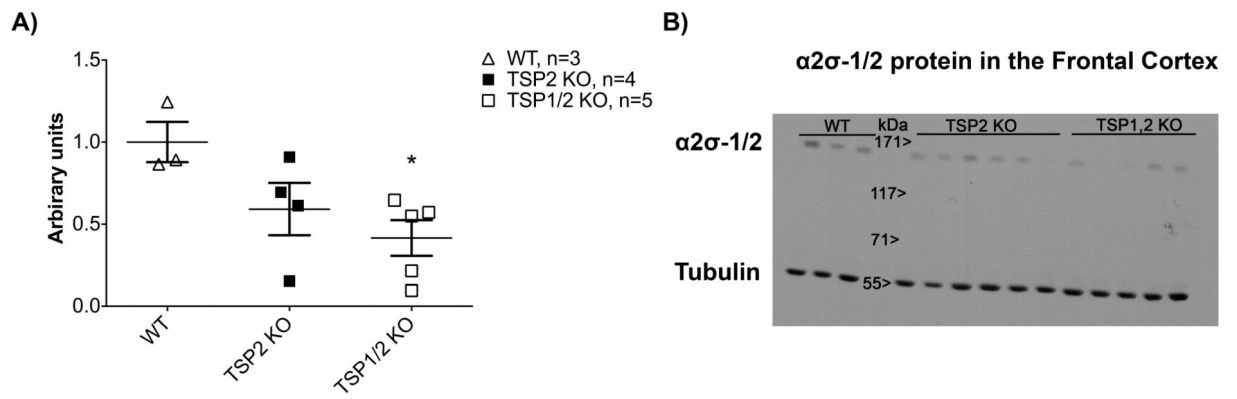 A)
1.5
1.0
0.5
0.0
Arbirary units
WT
TSP2 KO
TSP1/2 KO
*
WT, n=3
TSP2 KO, n=4
TSP1/2 KO, n=5
B)
α2σ-1/2 protein in the Frontal Cortex
WT kDa TSP2 KO TSP1,2 KO
α2σ-1/2 171>
117>
71>
Tubulin 55>